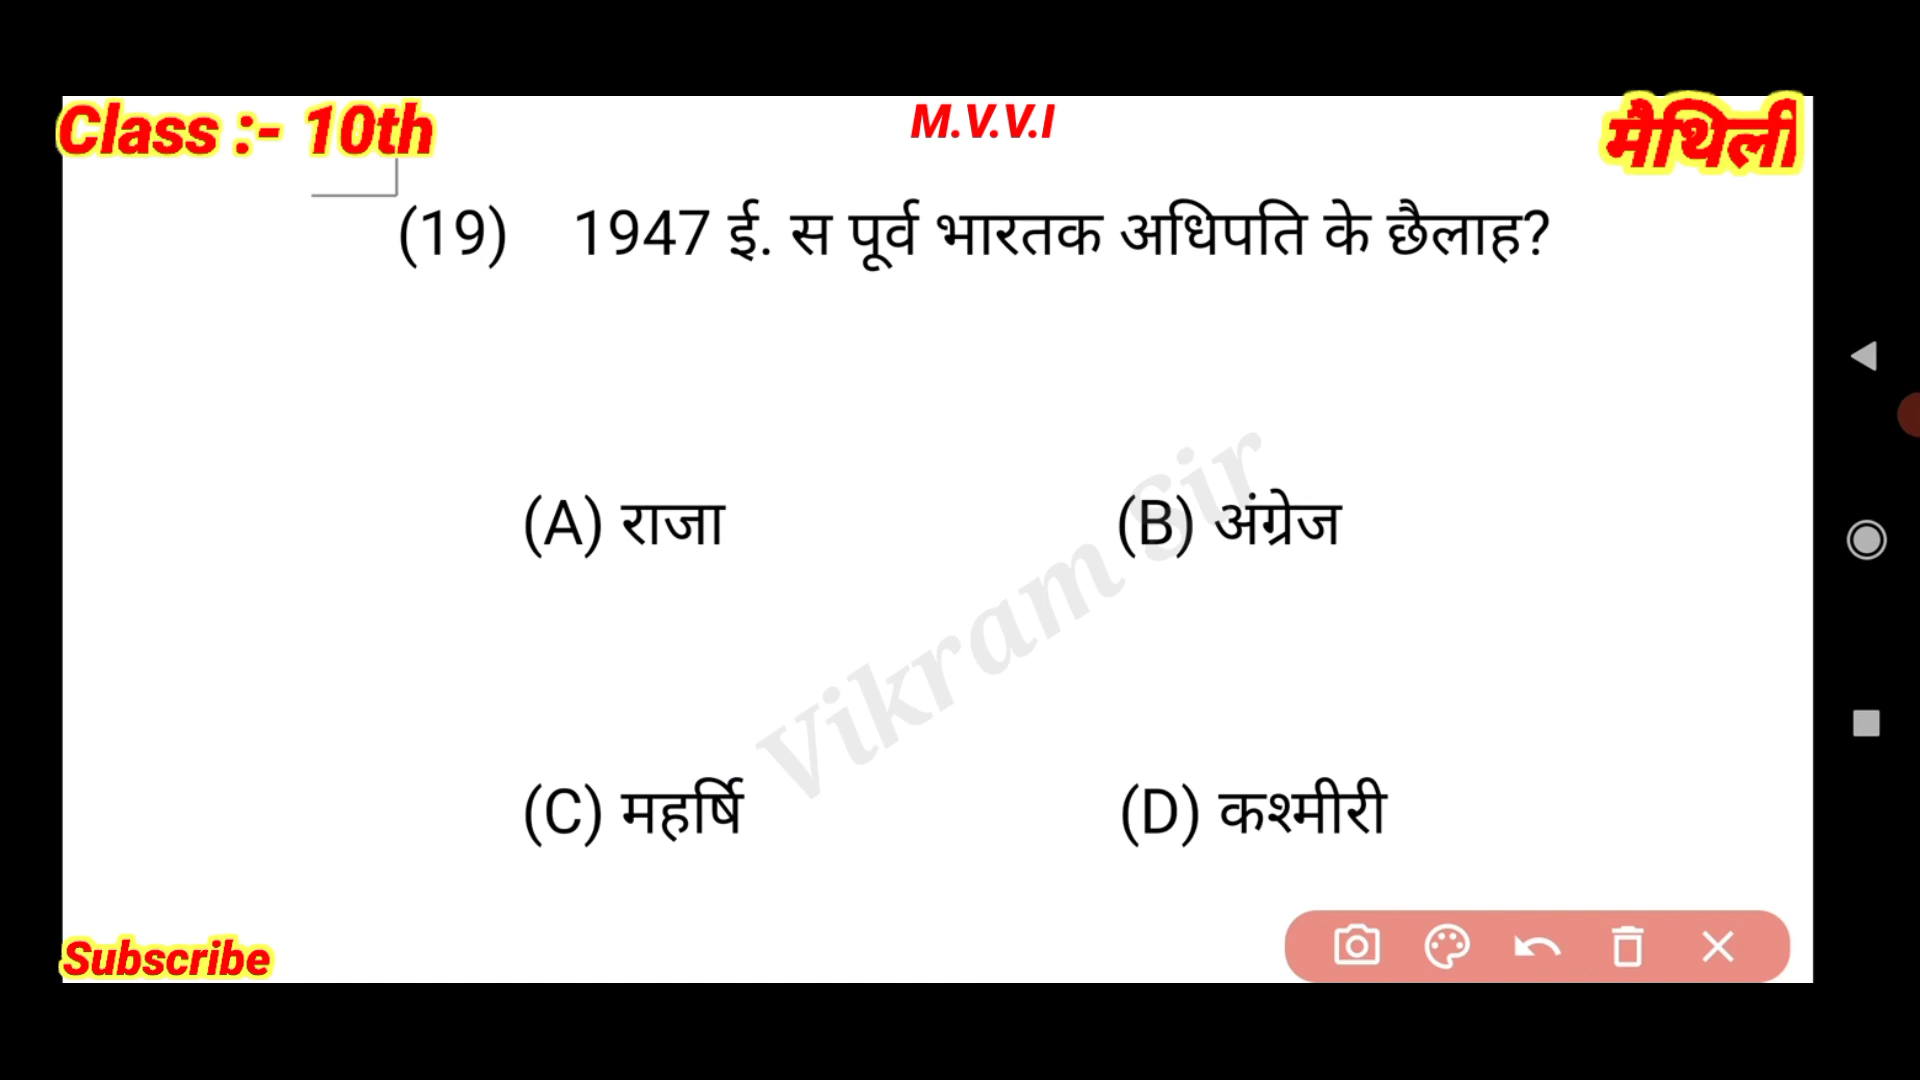 Class :- 10th
M.V.V.I
मैथिली
(19) 1947 ई. स पूर्व भारतक अधिपति के छैलाह?
(A) राजा
(B) अंग्रेज
(C) महर्षि
(D) कश्मीरी
Vikram Sir
Subscribe